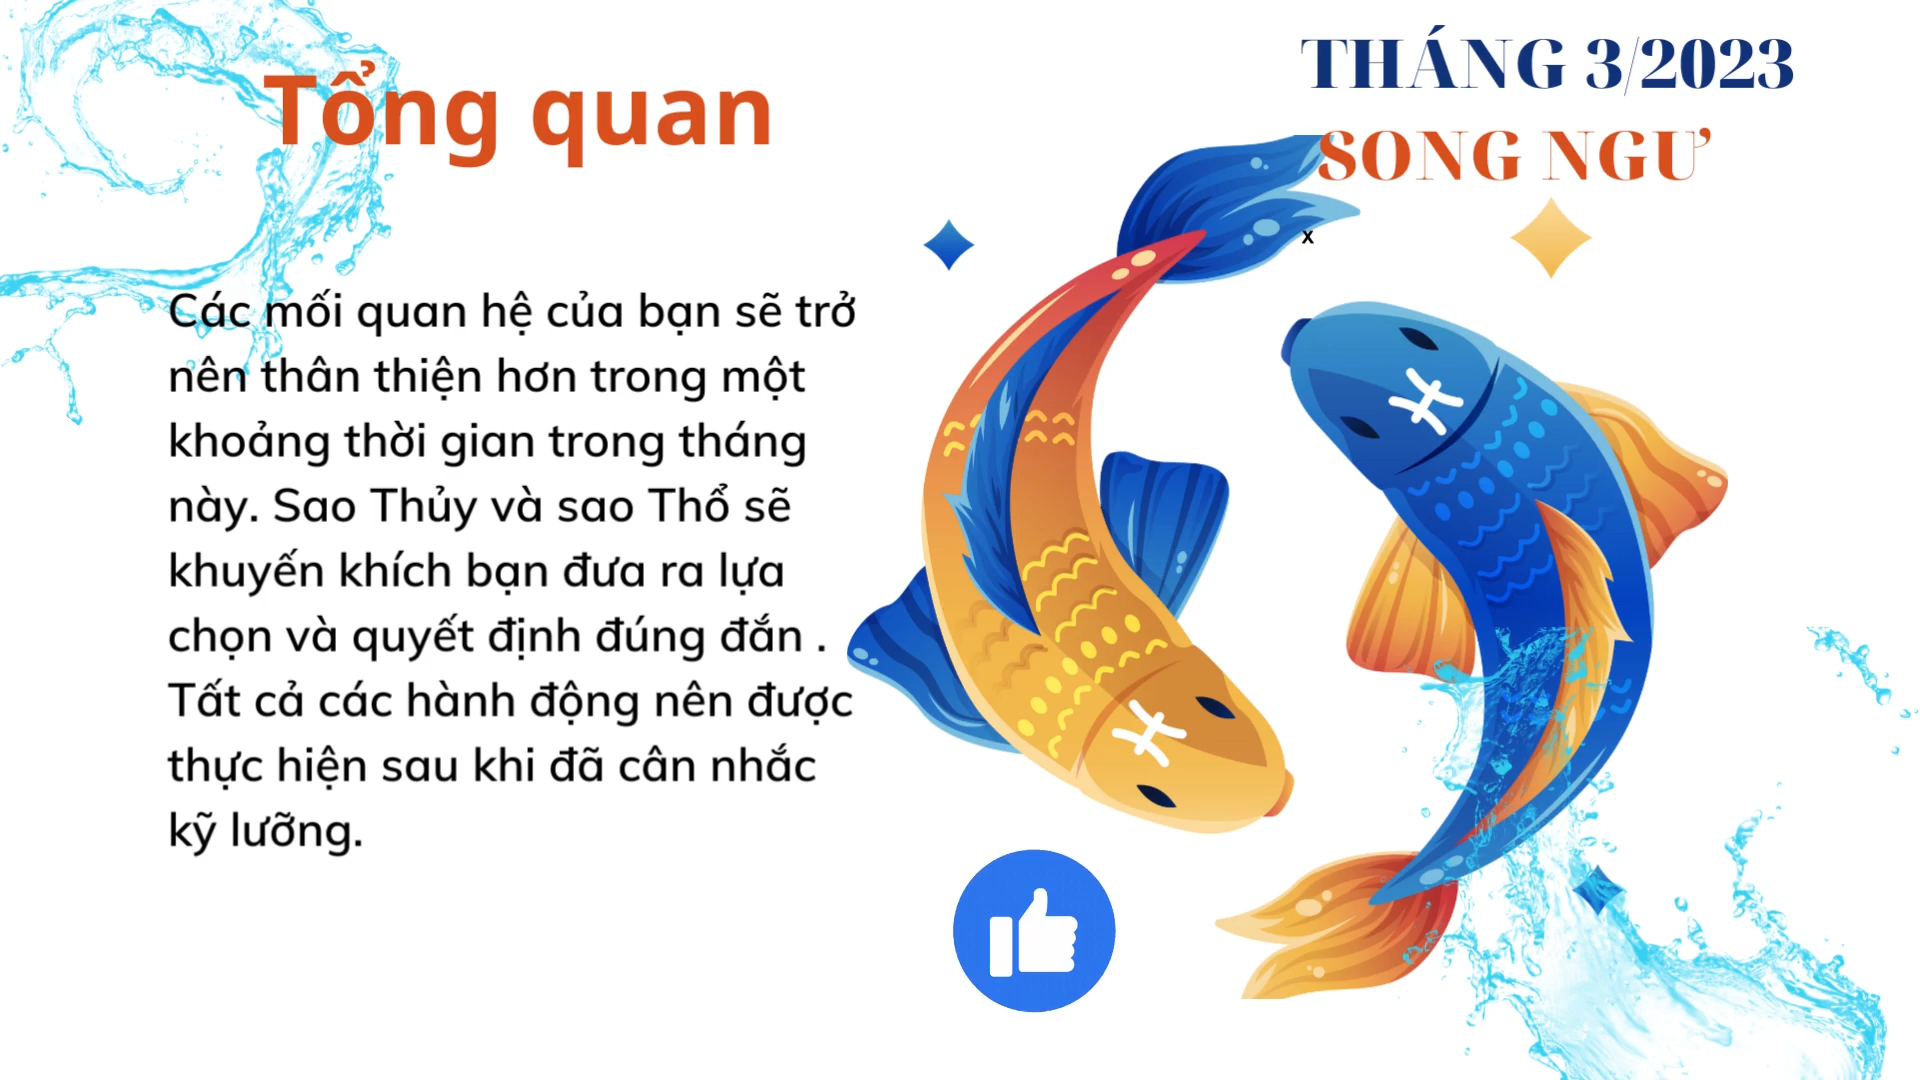 Tổng quan
THÁNG 3/2023
SONG NGƯ
x
Các mối quan hệ của bạn sẽ trở
nên thân thiện hơn trong một
khoảng thời gian trong tháng
này. Sao Thủy và sao Thổ sẽ
khuyến khích bạn đưa ra lựa
chọn và quyết định đúng đắn .
Tất cả các hành động nên được
thực hiện sau khi đã cân nhắc
kỹ lưỡng.